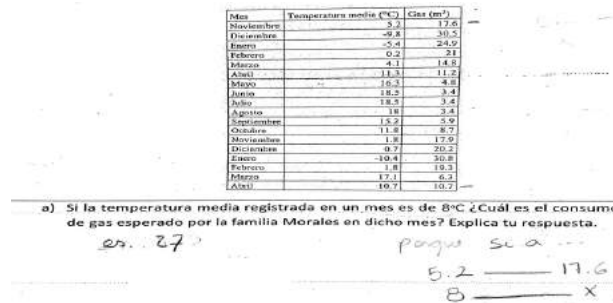 Mes Temperatura media (ºC) Gas (m³)
Noviembre 5.2 17.6
Diciembre -9.8 30.5
Enero -5.4 24.9
Febrero 0.2 21
Marzo 4.1 14.8
Abril 11.3 11.2
Mayo 16.3 4.8
Junio 18.5 3.4
Julio 18.5 3.4
Agosto 18 3.4
Septiembre 15.2 5.9
Octubre 11.8 8.7
Noviembre 1.8 17.9
Diciembre 0.7 20.2
Enero -10.4 30.8
Febrero 1.8 19.3
Marzo 17.1 6.3
Abril 10.7 10.7
a) Si la temperatura media registrada en un mes es de 8ºC ¿Cuál es el consum
de gas esperado por la familia Morales en dicho mes? Explica tu respuesta.
es. 27 si a ...
5.2 17.6
8 x